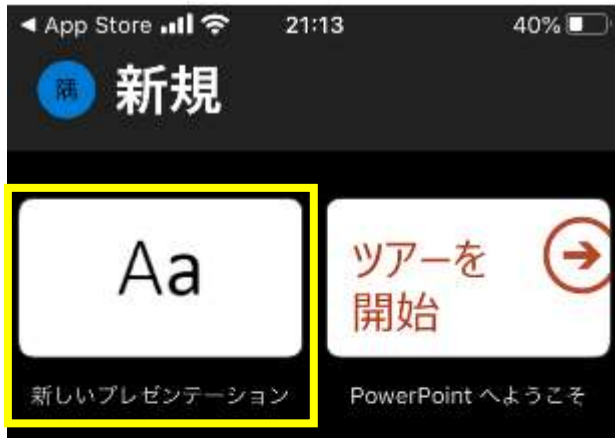 ◀ App Store 21:13 40%
隅 新規
Aa
ツアーを
開始
新しいプレゼンテーション PowerPoint へようこそ